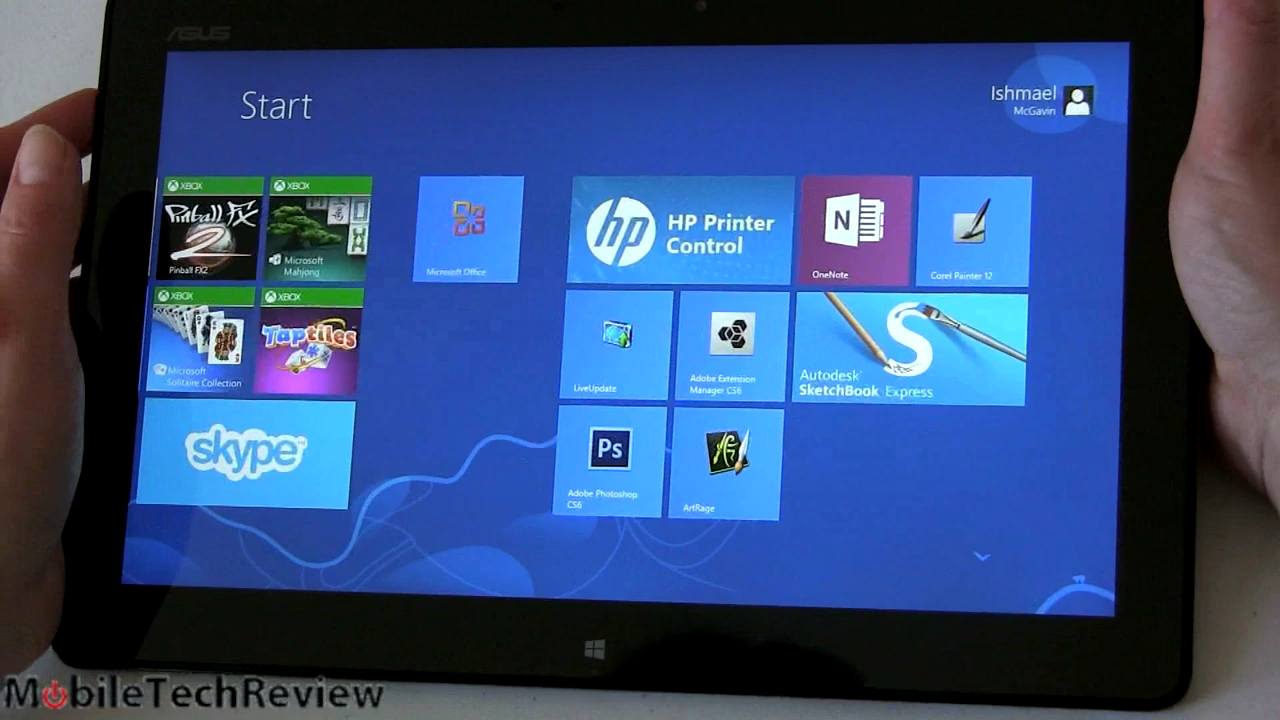 ASUS
Start
Ishmael
McGavin
XBOX
Pinball FX
2
Pinball FX2
XBOX
Microsoft
Mahjong
XBOX
Microsoft
Solitaire Collection
XBOX
Taptiles
skype
Microsoft Office
hp
HP Printer
Control
N
OneNote
Corel Painter 12
LiveUpdate
Adobe Extension
Manager CS6
S
Autodesk
SketchBook Express
Ps
Adobe Photoshop
CS6
ArtRage
MobileTechReview